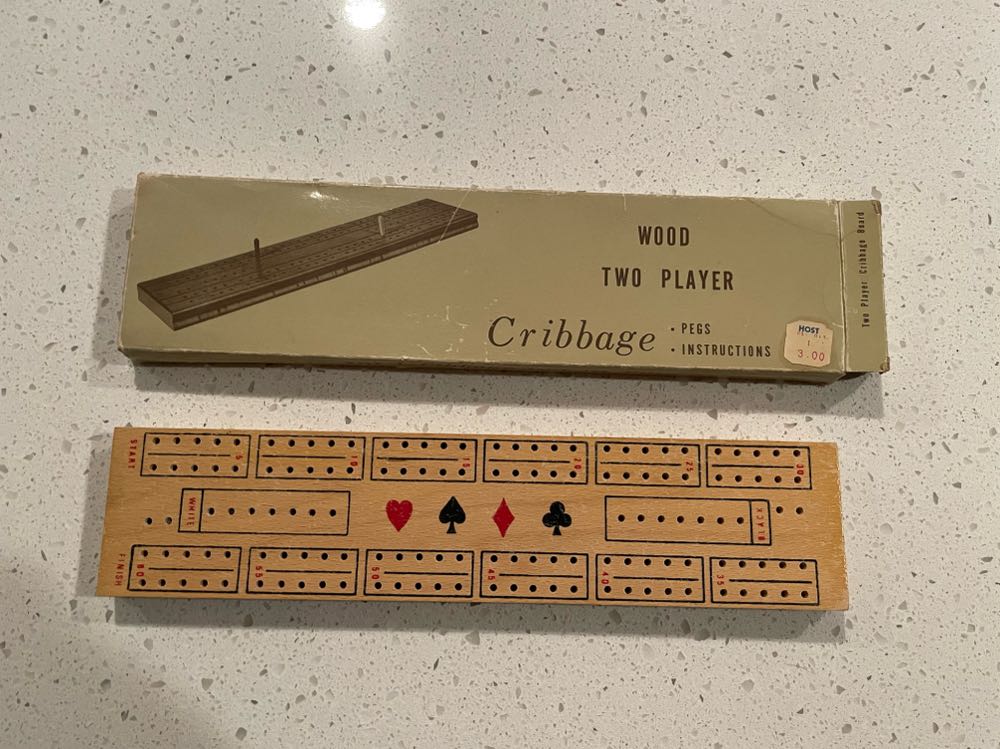 WOOD
TWO PLAYER
Cribbage
• PEGS
• INSTRUCTIONS
HOST
1
3.00
Two Player Cribbage Board
START
5
10
15
20
25
30
WHITE
BLACK
FINISH
60
55
50
45
40
35